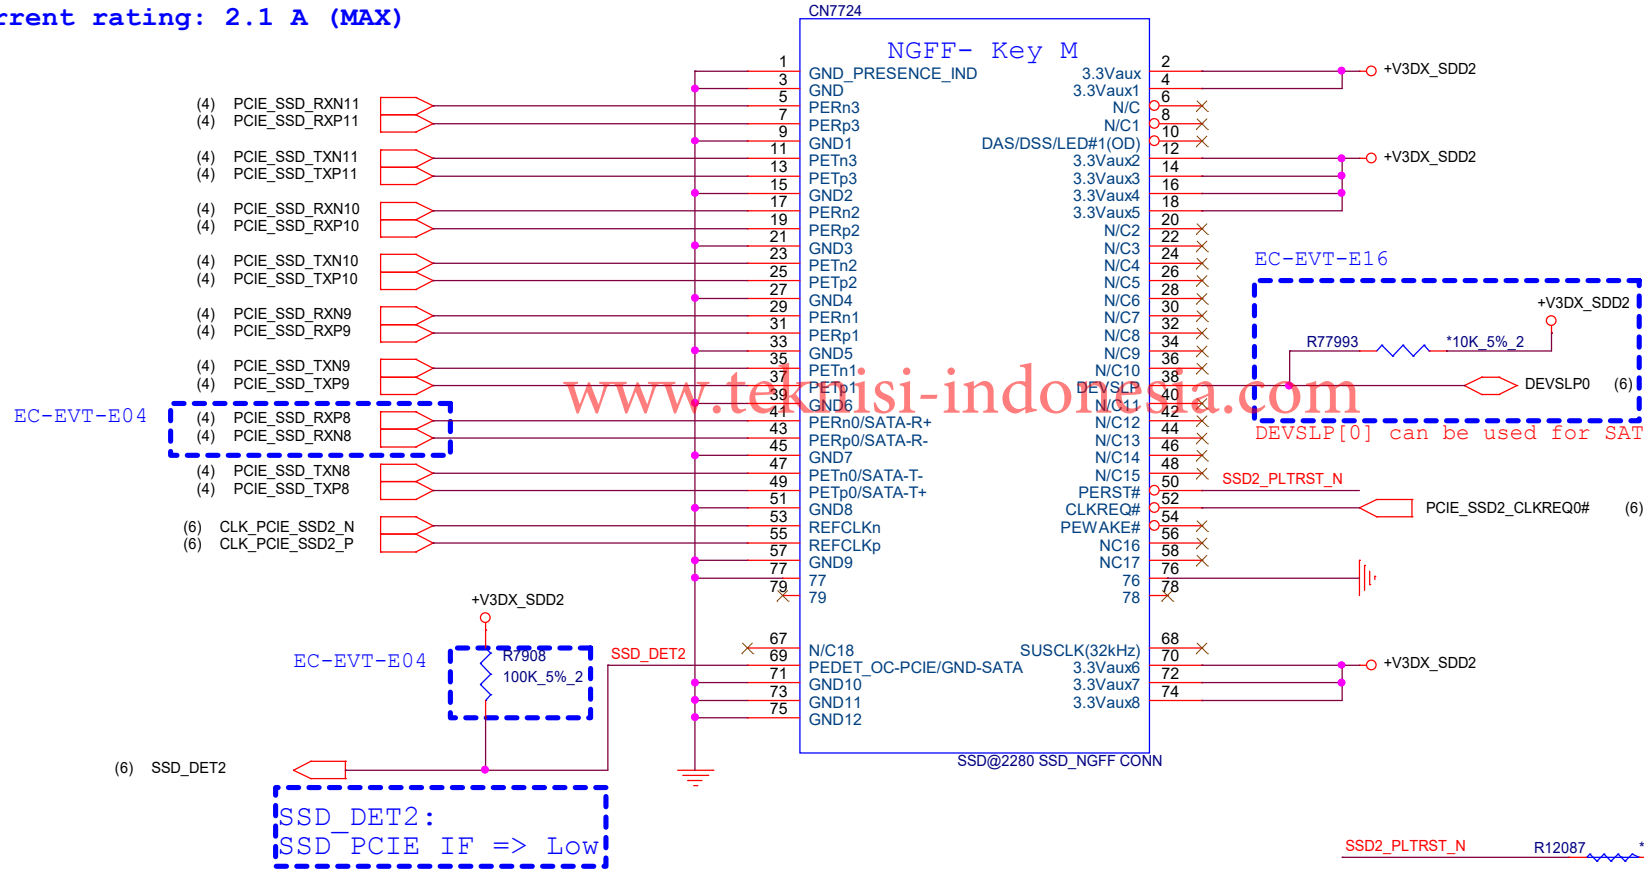 rrent rating: 2.1 A (MAX)
CN7724
NGFF- Key M
1 GND_PRESENCE_IND
3 GND
(4) PCIE_SSD_RXN11 5 PERn3
(4) PCIE_SSD_RXP11 7 PERp3
9 GND1
(4) PCIE_SSD_TXN11 11 PETn3
(4) PCIE_SSD_TXP11 13 PETp3
15 GND2
(4) PCIE_SSD_RXN10 17 PERn2
(4) PCIE_SSD_RXP10 19 PERp2
21 GND3
(4) PCIE_SSD_TXN10 23 PETn2
(4) PCIE_SSD_TXP10 25 PETp2
27 GND4
(4) PCIE_SSD_RXN9 29 PERn1
(4) PCIE_SSD_RXP9 31 PERp1
33 GND5
(4) PCIE_SSD_TXN9 35 PETn1
(4) PCIE_SSD_TXP9 37 PETp1
39 GND6
EC-EVT-E04
(4) PCIE_SSD_RXP8 41 PERn0/SATA-R+
(4) PCIE_SSD_RXN8 43 PERp0/SATA-R-
45 GND7
(4) PCIE_SSD_TXN8 47 PETn0/SATA-T-
(4) PCIE_SSD_TXP8 49 PETp0/SATA-T+
51 GND8
(6) CLK_PCIE_SSD2_N 53 REFCLKn
(6) CLK_PCIE_SSD2_P 55 REFCLKp
57 GND9
77 77
79 79
67 N/C18
SSD_DET2 69 PEDET_OC-PCIE/GND-SATA
71 GND10
73 GND11
75 GND12
3.3Vaux 2 +V3DX_SDD2
3.3Vaux1 4
N/C 6
N/C1 8
DAS/DSS/LED#1(OD) 10
3.3Vaux2 12 +V3DX_SDD2
3.3Vaux3 14
3.3Vaux4 16
3.3Vaux5 18
N/C2 20
N/C3 22
N/C4 24
N/C5 26
N/C6 28
N/C7 30
N/C8 32
N/C9 34
N/C10 36
DEVSLP 38 DEVSLP0 (6)
N/C11 40
N/C12 42
N/C13 44
N/C14 46
N/C15 48
PERST# 50 SSD2_PLTRST_N
CLKREQ# 52 PCIE_SSD2_CLKREQ0# (6)
PEWAKE# 54
NC16 56
NC17 58
76 76
78 78
SUSCLK(32kHz) 68
3.3Vaux6 70 +V3DX_SDD2
3.3Vaux7 72
3.3Vaux8 74
SSD@2280 SSD_NGFF CONN
EC-EVT-E16
+V3DX_SDD2
R77993 *10K_5%_2
DEVSLP[0] can be used for SAT
www.teknisi-indonesia.com
+V3DX_SDD2
EC-EVT-E04
R7908
100K_5%_2
(6) SSD_DET2
SSD_DET2:
SSD PCIE IF => Low
SSD2_PLTRST_N R12087 *